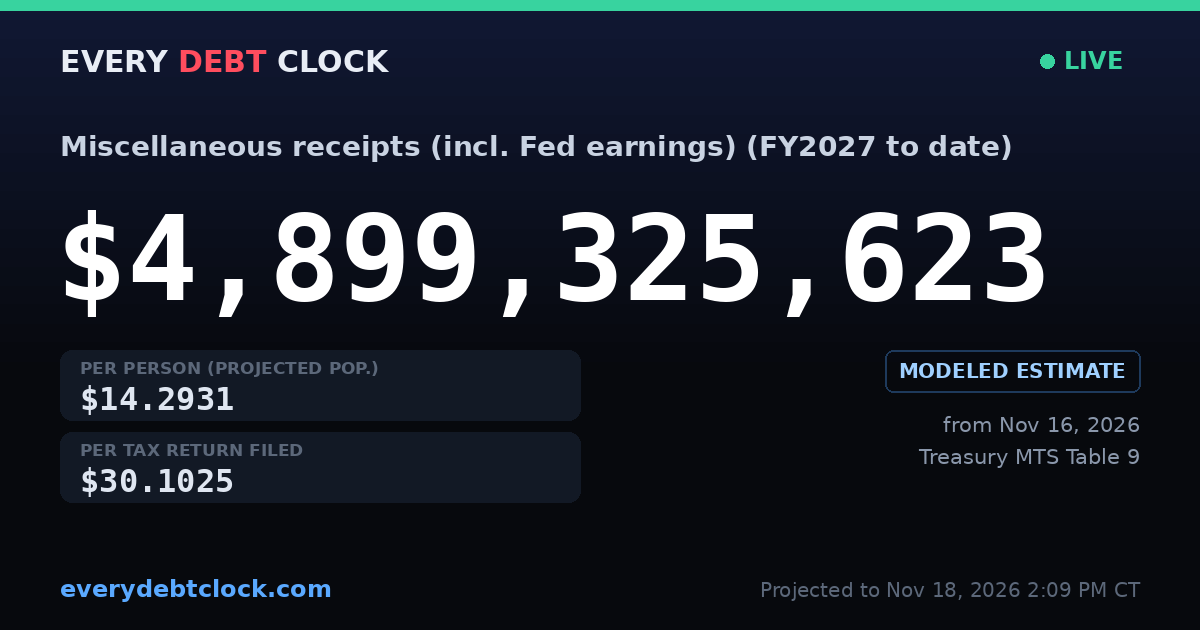 EVERY DEBT CLOCK
LIVE
Miscellaneous receipts (incl. Fed earnings) (FY2027 to date)
$4,899,325,623
PER PERSON (PROJECTED POP.)
$14.2931
PER TAX RETURN FILED
$30.1025
MODELED ESTIMATE
from Nov 16, 2026
Treasury MTS Table 9
everydebtclock.com
Projected to Nov 18, 2026 2:09 PM CT